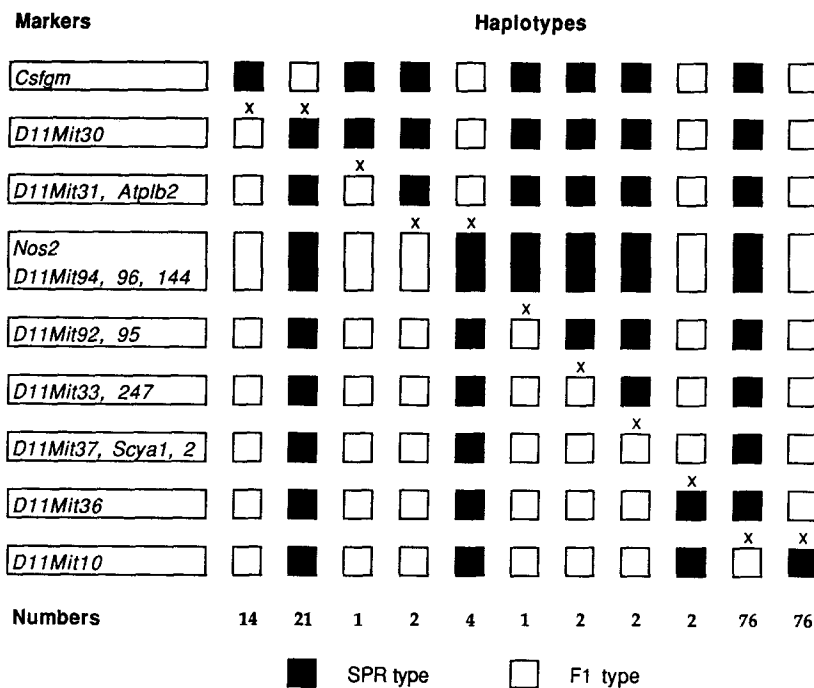 Markers Haplotypes
Csfgm
x x
D11Mit30
x
D11Mit31, Atplb2
x x
Nos2
D11Mit94, 96, 144
x
D11Mit92, 95
x
D11Mit33, 247
x
D11Mit37, Scya1, 2
x
D11Mit36
x x
D11Mit10
Numbers 14 21 1 2 4 1 2 2 2 76 76
SPR type F1 type